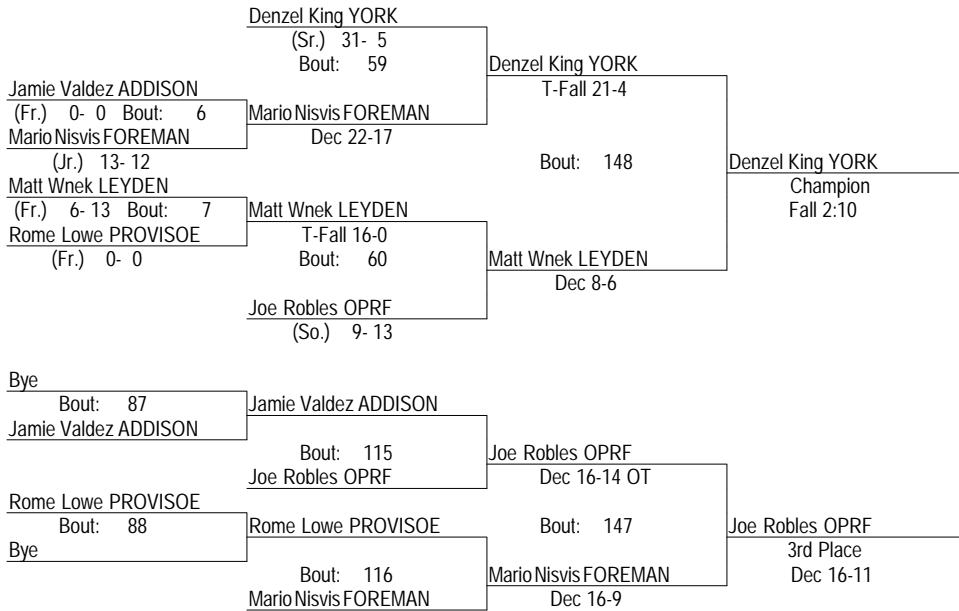 Denzel King YORK
(Sr.) 31- 5
Bout: 59
Denzel King YORK
Jamie Valdez ADDISON
T-Fall 21-4
(Fr.) 0- 0 Bout: 6
Mario Nisvis FOREMAN
Mario Nisvis FOREMAN
Dec 22-17
(Jr.) 13- 12
Bout: 148
Denzel King YORK
Matt Wnek LEYDEN
Champion
(Fr.) 6- 13 Bout: 7
Matt Wnek LEYDEN
Fall 2:10
Rome Lowe PROVISOE
T-Fall 16-0
(Fr.) 0- 0
Bout: 60
Matt Wnek LEYDEN
Dec 8-6
Joe Robles OPRF
(So.) 9- 13
Bye
Bout: 87
Jamie Valdez ADDISON
Jamie Valdez ADDISON
Bout: 115
Joe Robles OPRF
Joe Robles OPRF
Dec 16-14 OT
Rome Lowe PROVISOE
Bout: 88
Rome Lowe PROVISOE
Bout: 147
Joe Robles OPRF
Bye
3rd Place
Bout: 116
Mario Nisvis FOREMAN
Dec 16-11
Mario Nisvis FOREMAN
Dec 16-9